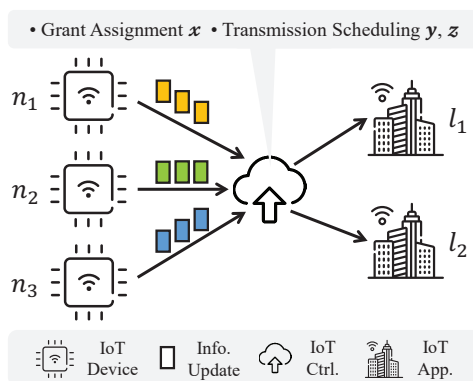 • Grant Assignment x • Transmission Scheduling y, z
n1
n2
n3
l1
l2
IoT Device
Info. Update
IoT Ctrl.
IoT App.